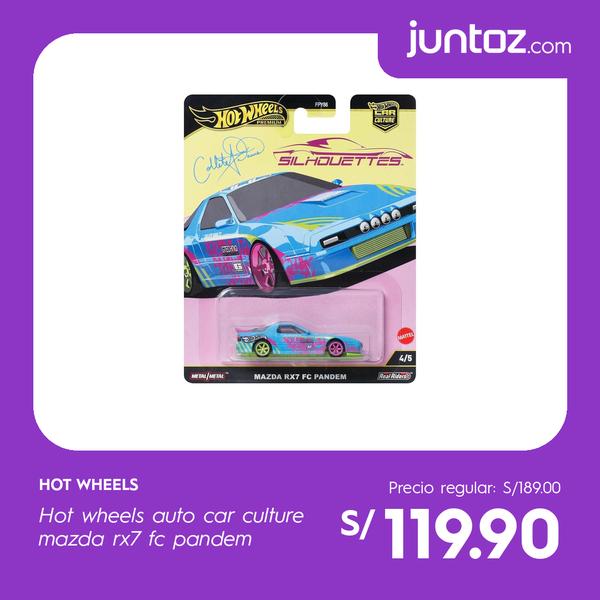 juntoz.com
Hot Wheels
PREMIUM
FPY86
CAR
CULTURE
SILHOUETTES
MATTEL
4/5
METAL/METAL
MAZDA RX7 FC PANDEM
Real Riders
HOT WHEELS
Hot wheels auto car culture
mazda rx7 fc pandem
Precio regular: S/189.00
S/119.90